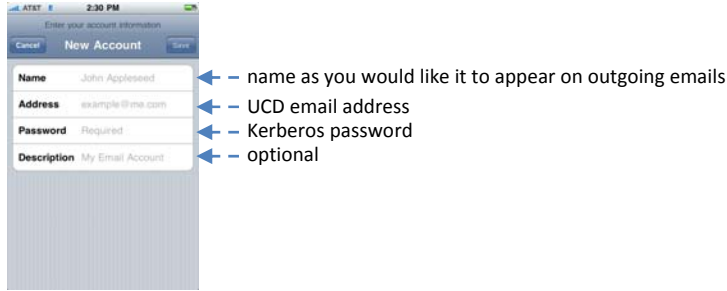 AT&T 2:30 PM
Enter your account information
Cancel New Account Save
Name John Appleseed name as you would like it to appear on outgoing emails
Address example@me.com UCD email address
Password Required Kerberos password
Description My Email Account optional